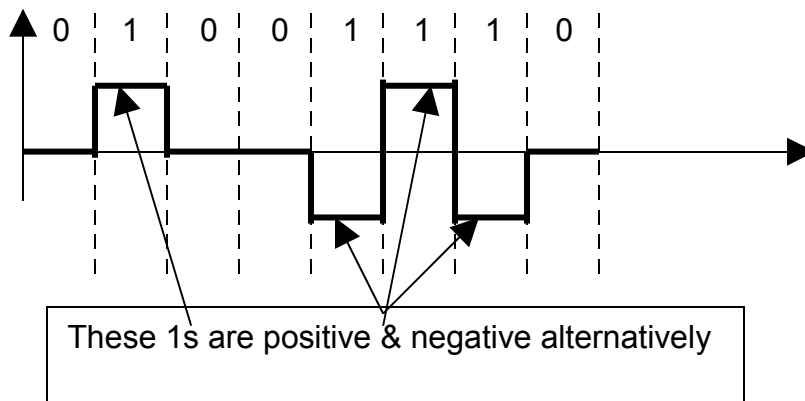 0 1 0 0 1 1 1 0
These 1s are positive & negative alternatively